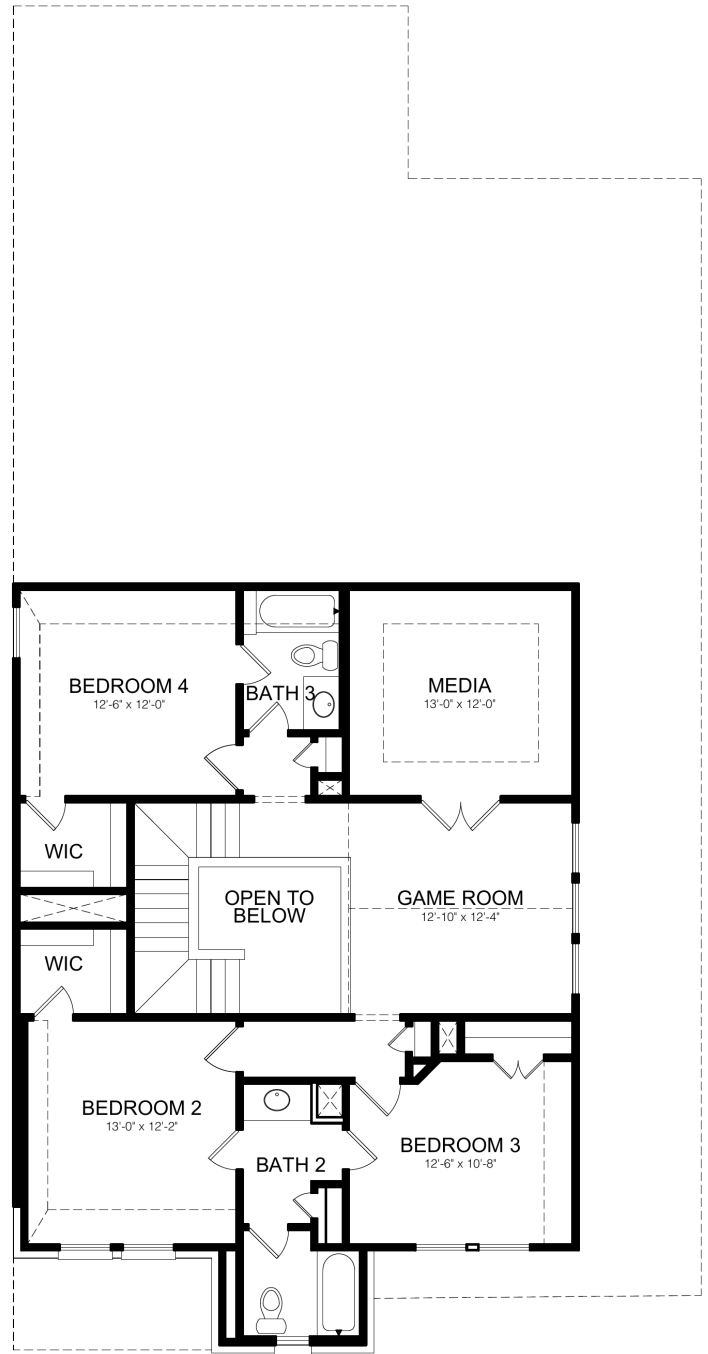 BEDROOM 4
12'-6" x 12'-0"
BATH 3
MEDIA
13'-0" x 12'-0"
WIC
OPEN TO
BELOW
GAME ROOM
12'-10" x 12'-4"
WIC
BEDROOM 2
13'-0" x 12'-2"
BATH 2
BEDROOM 3
12'-6" x 10'-8"